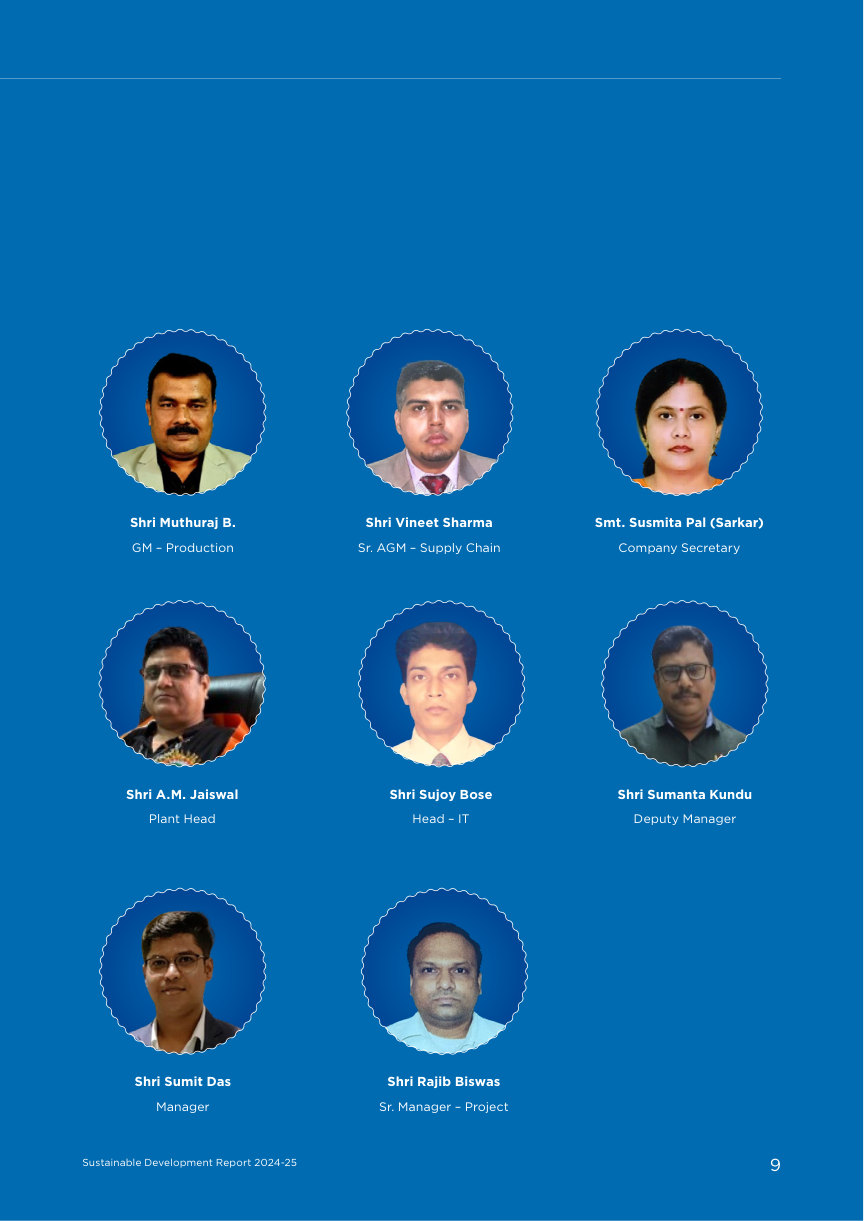 Shri Muthuraj B.
GM – Production
Shri Vineet Sharma
Sr. AGM – Supply Chain
Smt. Susmita Pal (Sarkar)
Company Secretary
Shri A.M. Jaiswal
Plant Head
Shri Sujoy Bose
Head – IT
Shri Sumanta Kundu
Deputy Manager
Shri Sumit Das
Manager
Shri Rajib Biswas
Sr. Manager – Project
Sustainable Development Report 2024-25
9